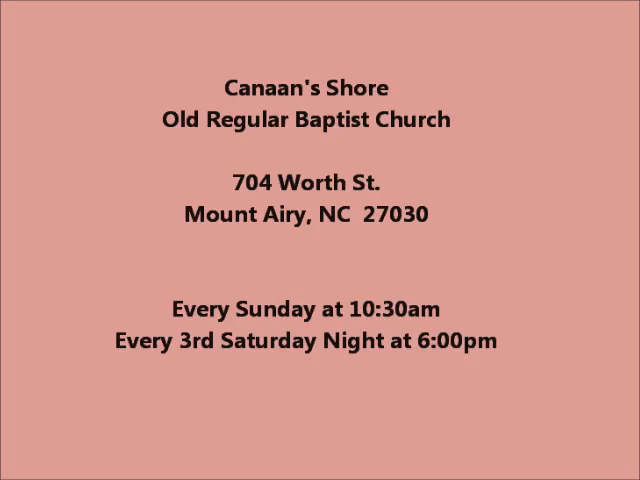 Canaan's Shore
Old Regular Baptist Church
704 Worth St.
Mount Airy, NC  27030
Every Sunday at 10:30am
Every 3rd Saturday Night at 6:00pm